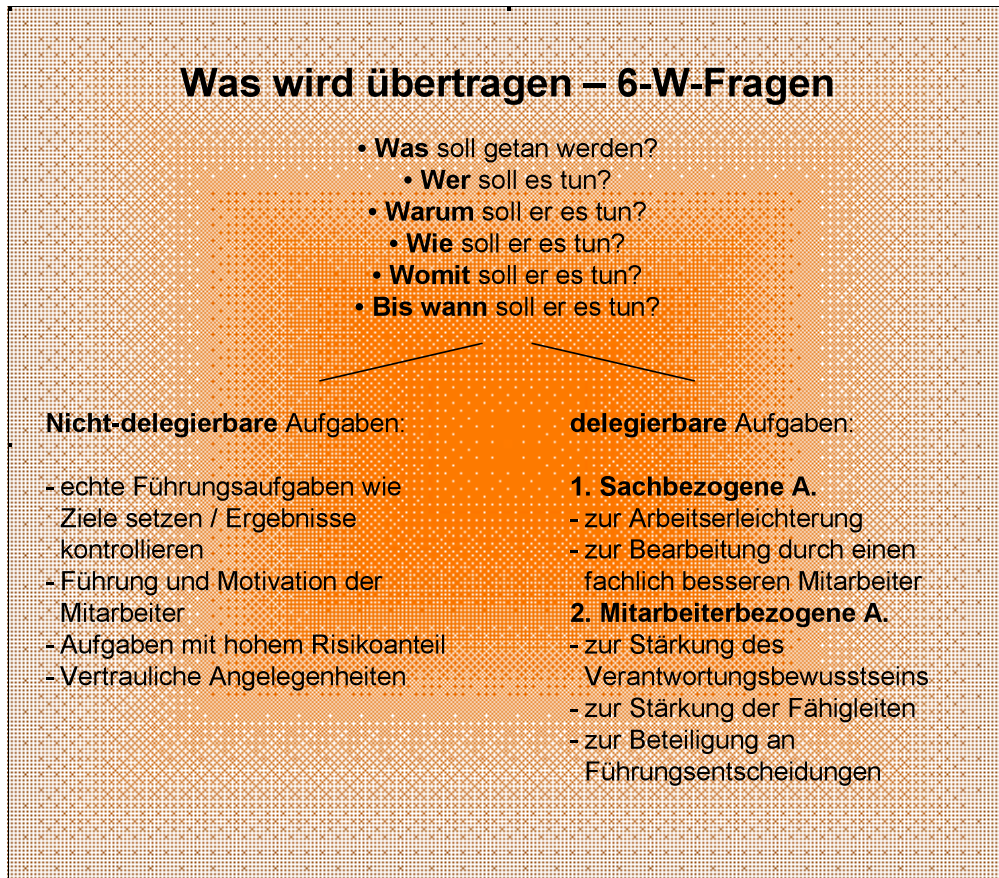 Was wird übertragen – 6-W-Fragen
• Was soll getan werden?
• Wer soll es tun?
• Warum soll er es tun?
• Wie soll er es tun?
• Womit soll er es tun?
• Bis wann soll er es tun?
Nicht-delegierbare Aufgaben:
- echte Führungsaufgaben wie
Ziele setzen / Ergebnisse
kontrollieren
- Führung und Motivation der
Mitarbeiter
- Aufgaben mit hohem Risikoanteil
- Vertrauliche Angelegenheiten
delegierbare Aufgaben:
1. Sachbezogene A.
- zur Arbeitserleichterung
- zur Bearbeitung durch einen
fachlich besseren Mitarbeiter
2. Mitarbeiterbezogene A.
- zur Stärkung des
Verantwortungsbewusstseins
- zur Stärkung der Fähigleiten
- zur Beteiligung an
Führungsentscheidungen